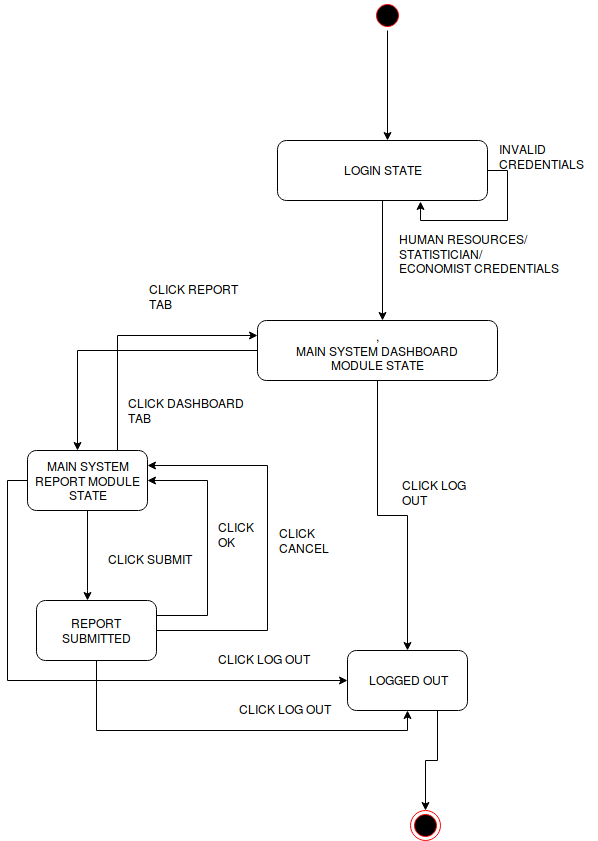 INVALID
CREDENTIALS
LOGIN STATE
HUMAN RESOURCES/
STATISTICIAN/
ECONOMIST CREDENTIALS
CLICK REPORT
TAB
,
MAIN SYSTEM DASHBOARD
MODULE STATE
CLICK DASHBOARD
TAB
MAIN SYSTEM
REPORT MODULE
STATE
CLICK LOG
OUT
CLICK
OK
CLICK
CANCEL
CLICK SUBMIT
REPORT
SUBMITTED
CLICK LOG OUT
LOGGED OUT
CLICK LOG OUT